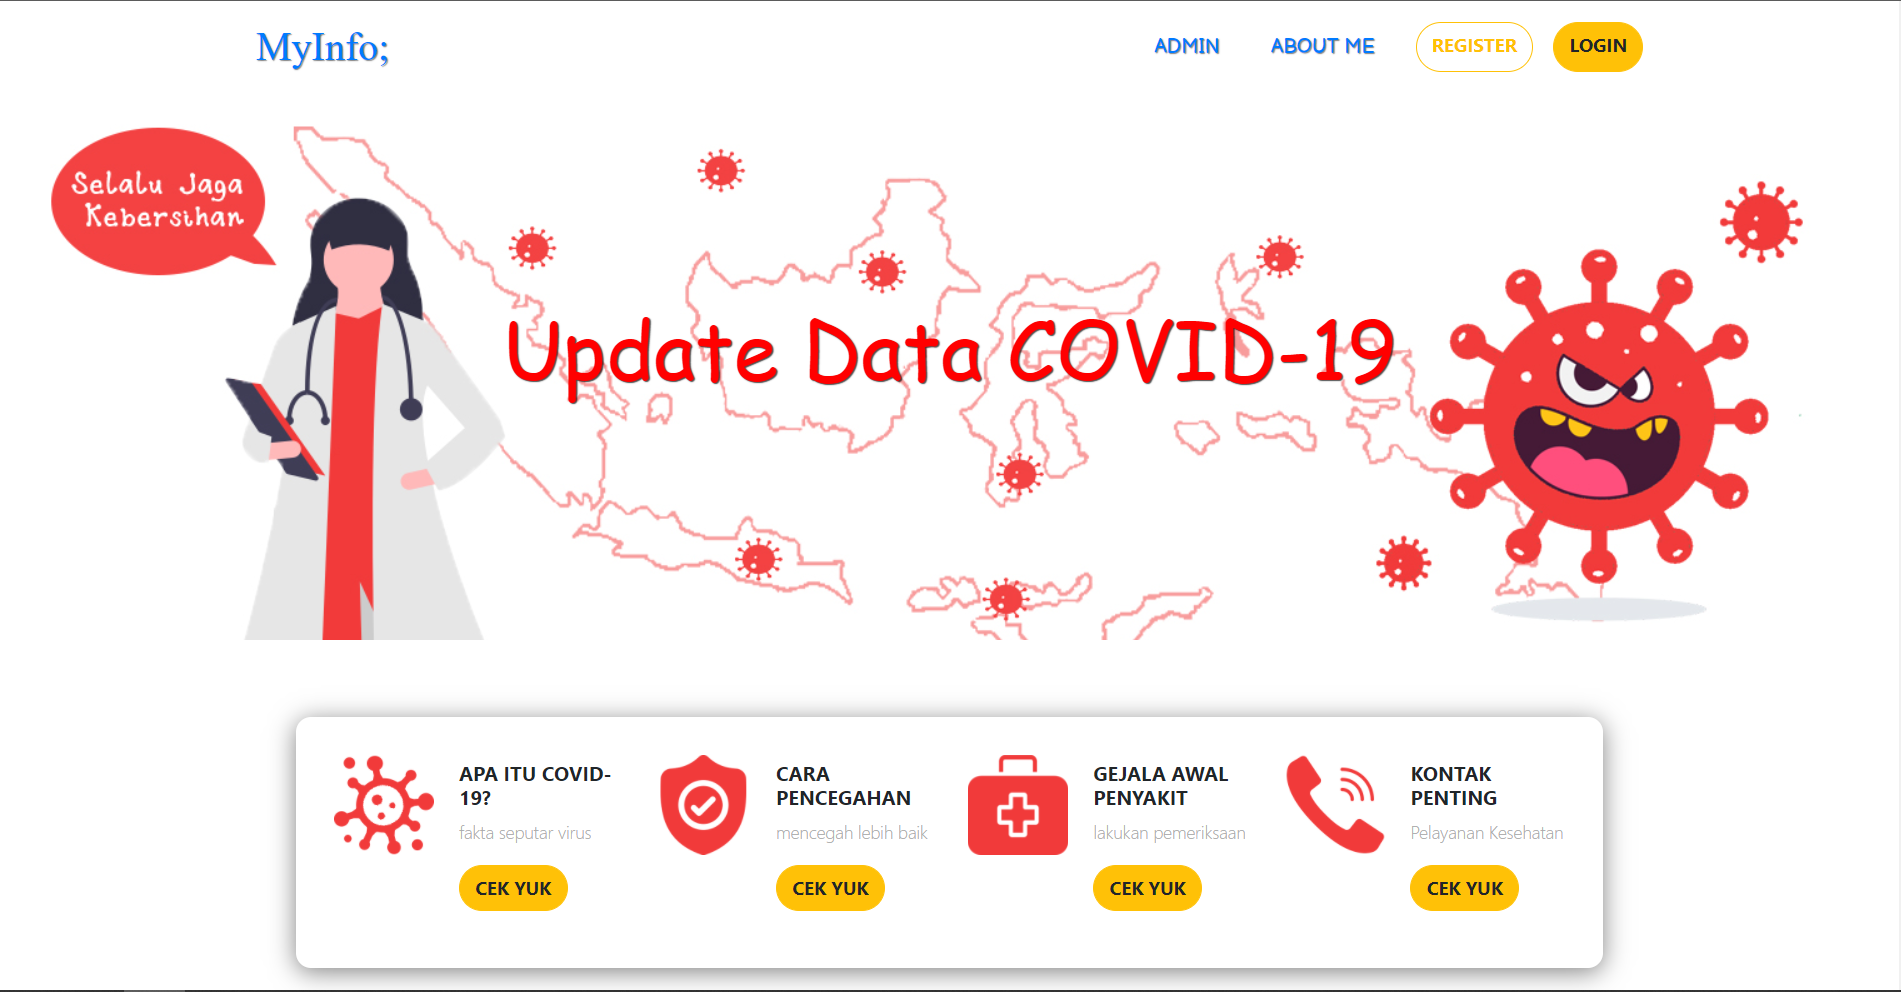 MyInfo;
ADMIN
ABOUT ME
REGISTER
LOGIN
Selalu Jaga
Kebersihan
Update Data COVID-19
APA ITU COVID-
19?
fakta seputar virus
CEK YUK
CARA
PENCEGAHAN
mencegah lebih baik
CEK YUK
GEJALA AWAL
PENYAKIT
lakukan pemeriksaan
CEK YUK
KONTAK
PENTING
Pelayanan Kesehatan
CEK YUK